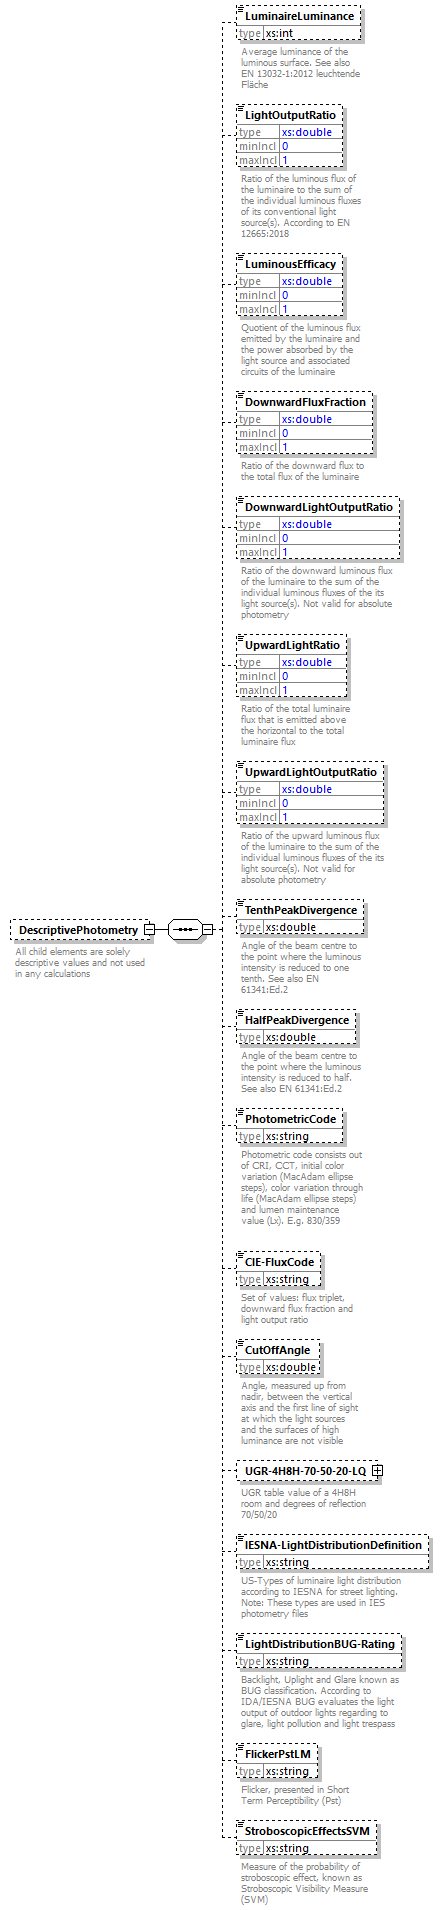 LuminaireLuminance
type xs:int
Average luminance of the
luminous surface. See also
EN 13032-1:2012 leuchtende
Fläche
LightOutputRatio
type xs:double
minIncl 0
maxIncl 1
Ratio of the luminous flux of
the luminaire to the sum of
the individual luminous fluxes
of its conventional light
source(s). According to EN
12665:2018
LuminousEfficacy
type xs:double
minIncl 0
maxIncl 1
Quotient of the luminous flux
emitted by the luminaire and
the power absorbed by the
light source and associated
circuits of the luminaire
DownwardFluxFraction
type xs:double
minIncl 0
maxIncl 1
Ratio of the downward flux to
the total flux of the luminaire
DownwardLightOutputRatio
type xs:double
minIncl 0
maxIncl 1
Ratio of the downward luminous flux
of the luminaire to the sum of the
individual luminous fluxes of the its
light source(s). Not valid for absolute
photometry
UpwardLightRatio
type xs:double
minIncl 0
maxIncl 1
Ratio of the total luminaire
flux that is emitted above
the horizontal to the total
luminaire flux
UpwardLightOutputRatio
type xs:double
minIncl 0
maxIncl 1
Ratio of the upward luminous flux
of the luminaire to the sum of the
individual luminous fluxes of the its
light source(s). Not valid for
absolute photometry
DescriptivePhotometry
All child elements are solely
descriptive values and not used
in any calculations
TenthPeakDivergence
type xs:double
Angle of the beam centre to
the point where the luminous
intensity is reduced to one
tenth. See also EN
61341:Ed.2
HalfPeakDivergence
type xs:double
Angle of the beam centre to
the point where the luminous
intensity is reduced to half.
See also EN 61341:Ed.2
PhotometricCode
type xs:string
Photometric code consists out
of CRI, CCT, initial color
variation (MacAdam ellipse
steps), color variation through
life (MacAdam ellipse steps)
and lumen maintenance
value (Lx). E.g. 830/359
CIE-FluxCode
type xs:string
Set of values: flux triplet,
downward flux fraction and
light output ratio
CutOffAngle
type xs:double
Angle, measured up from
nadir, between the vertical
axis and the first line of sight
at which the light sources
and the surfaces of high
luminance are not visible
UGR-4H8H-70-50-20-LQ
UGR table value of a 4H8H
room and degrees of reflection
70/50/20
IESNA-LightDistributionDefinition
type xs:string
US-Types of luminaire light distribution
according to IESNA for street lighting.
Note: These types are used in IES
photometry files
LightDistributionBUG-Rating
type xs:string
Backlight, Uplight and Glare known as
BUG classification. According to
IDA/IESNA BUG evaluates the light
output of outdoor lights regarding to
glare, light pollution and light trespass
FlickerPstLM
type xs:string
Flicker, presented in Short
Term Perceptibility (Pst)
StroboscopicEffectsSVM
type xs:string
Measure of the probability of
stroboscopic effect, known as
Stroboscopic Visibility Measure
(SVM)